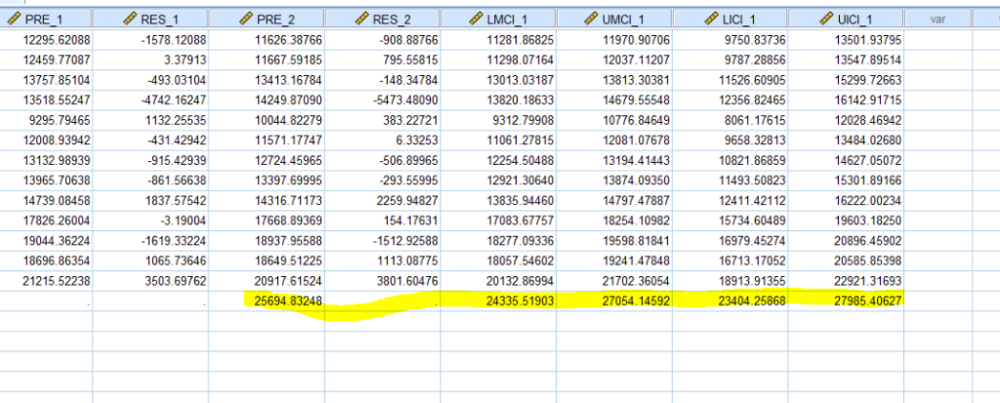 PRE_1 RES_1 PRE_2 RES_2 LMCI_1 UMCI_1 LICI_1 UICI_1 var
12295.62088 -1578.12088 11626.38766 -908.88766 11281.86825 11970.90706 9750.83736 13501.93795
12459.77087 3.37913 11667.59185 795.55815 11298.07164 12037.11207 9787.28856 13547.89514
13757.85104 -493.03104 13413.16784 -148.34784 13013.03187 13813.30381 11526.60905 15299.72663
13518.55247 -4742.16247 14249.87090 -5473.48090 13820.18633 14679.55548 12356.82465 16142.91715
9295.79465 1132.25535 10044.82279 383.22721 9312.79908 10776.84649 8061.17615 12028.46942
12008.93942 -431.42942 11571.17747 6.33253 11061.27815 12081.07678 9658.32813 13484.02680
13132.98939 -915.42939 12724.45965 -506.89965 12254.50488 13194.41443 10821.86859 14627.05072
13965.70638 -861.56638 13397.69995 -293.55995 12921.30640 13874.09350 11493.50823 15301.89166
14739.08458 1837.57542 14316.71173 2259.94827 13835.94460 14797.47887 12411.42112 16222.00234
17826.26004 -3.19004 17668.89369 154.17631 17083.67757 18254.10982 15734.60489 19603.18250
19044.36224 -1619.33224 18937.95588 -1512.92588 18277.09336 19598.81841 16979.45274 20896.45902
18696.86354 1065.73646 18649.51225 1113.08775 18057.54602 19241.47848 16713.17052 20585.85398
21215.52238 3503.69762 20917.61524 3801.60476 20132.86994 21702.36054 18913.91355 22921.31693
. . 25694.83248 . 24335.51903 27054.14592 23404.25868 27985.40627